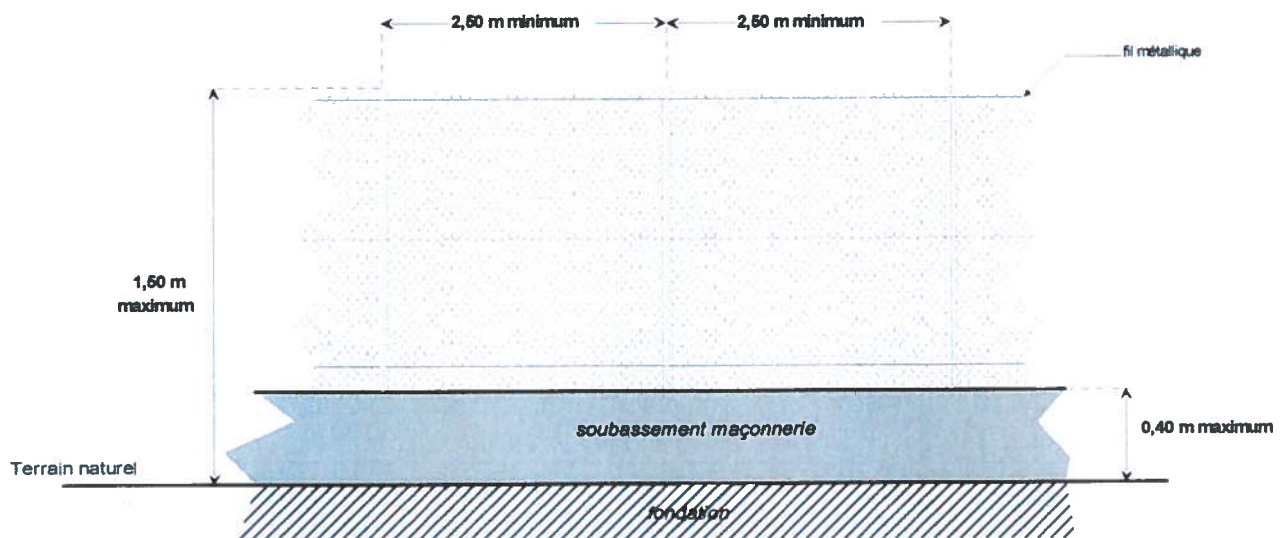 2,50 m minimum
2,50 m minimum
fil métallique
1,50 m
maximum
soubassement maçonnerie
0,40 m maximum
Terrain naturel
fondation